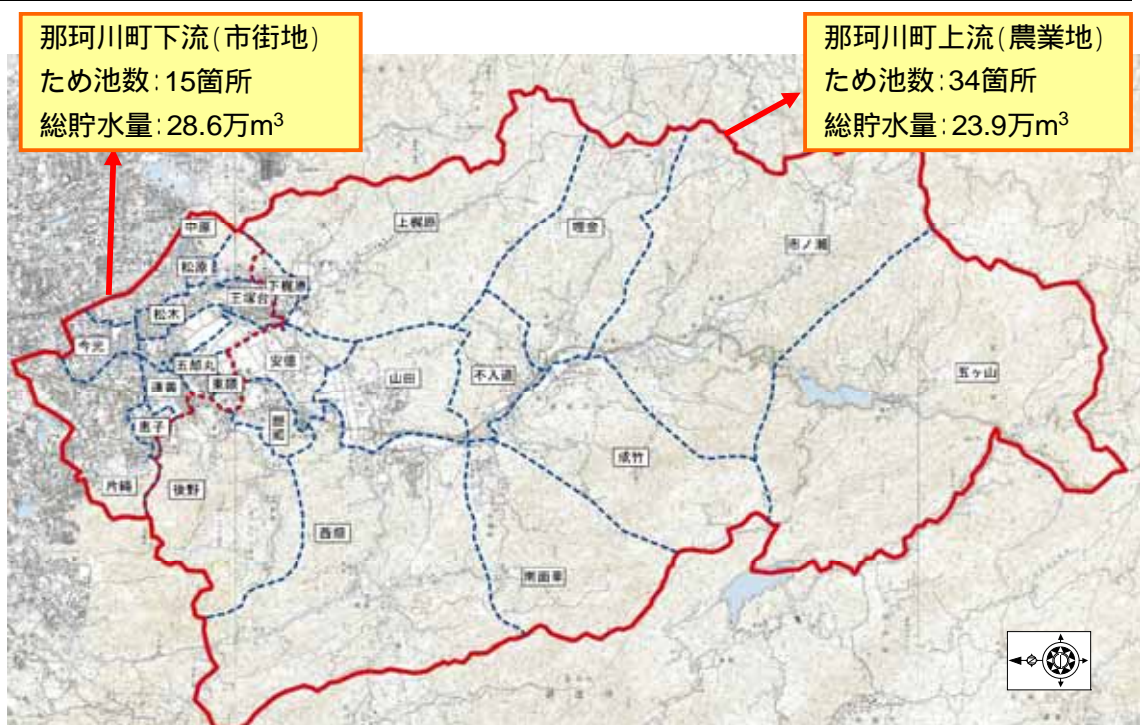 那珂川町下流(市街地)
ため池数:15箇所
総貯水量:28.6万m³
那珂川町上流(農業地)
ため池数:34箇所
総貯水量:23.9万m³
中原
上梶原
埋金
市ノ瀬
松原
下梶原
王塚台
松木
今光
五郎丸
安徳
山田
不入道
五ヶ山
道善
東隈
恵子
成竹
片縄
後野
西畑
南面里